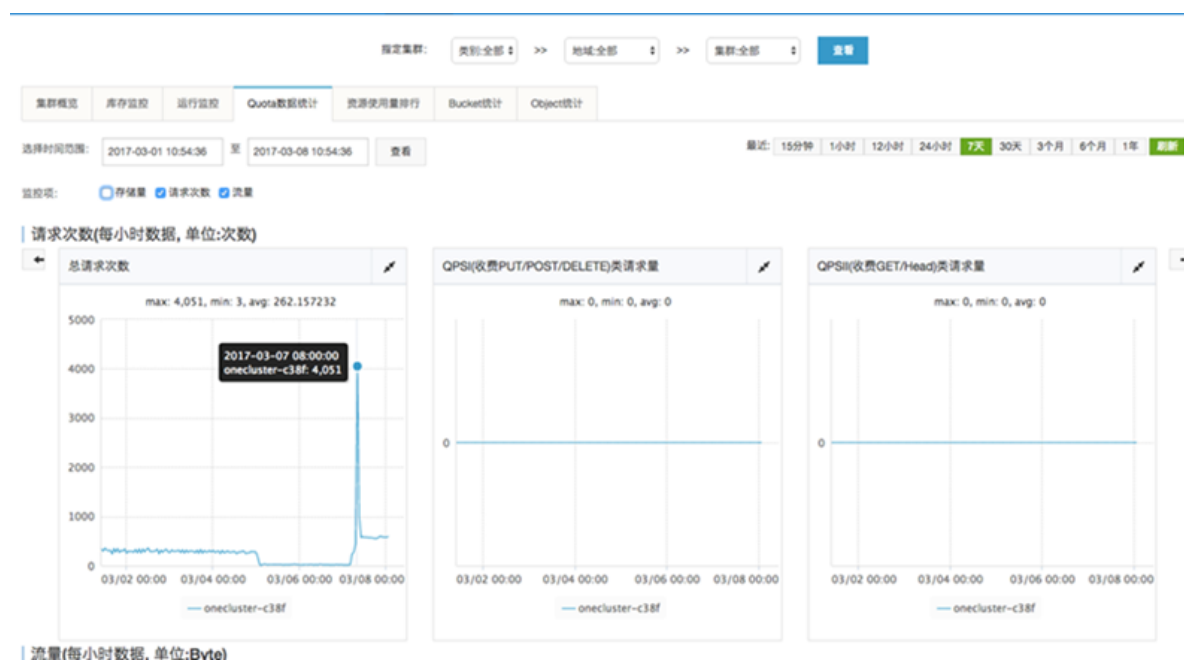 指定集群: 类别:全部 >> 地域:全部 >> 集群:全部 查看
集群概览 库存监控 运行监控 Quota数据统计 资源使用量排行 Bucket统计 Object统计
选择时间范围: 2017-03-01 10:54:36 至 2017-03-08 10:54:36 查看 最近: 15分钟 1小时 12小时 24小时 7天 30天 3个月 6个月 1年 刷新
监控项: 存储量 请求次数 流量
请求次数(每小时数据, 单位:次数)
总请求次数
max: 4,051, min: 3, avg: 262.157232
5000
4000
3000
2000
1000
0
2017-03-07 08:00:00
onecluster-c38f: 4,051
03/02 00:00 03/04 00:00 03/06 00:00 03/08 00:00
onecluster-c38f
QPSI(收费PUT/POST/DELETE)类请求量
max: 0, min: 0, avg: 0
0
03/02 00:00 03/04 00:00 03/06 00:00 03/08 00:00
onecluster-c38f
QPSII(收费GET/Head)类请求量
max: 0, min: 0, avg: 0
0
03/02 00:00 03/04 00:00 03/06 00:00 03/08 00:00
onecluster-c38f
流量(每小时数据, 单位:Byte)